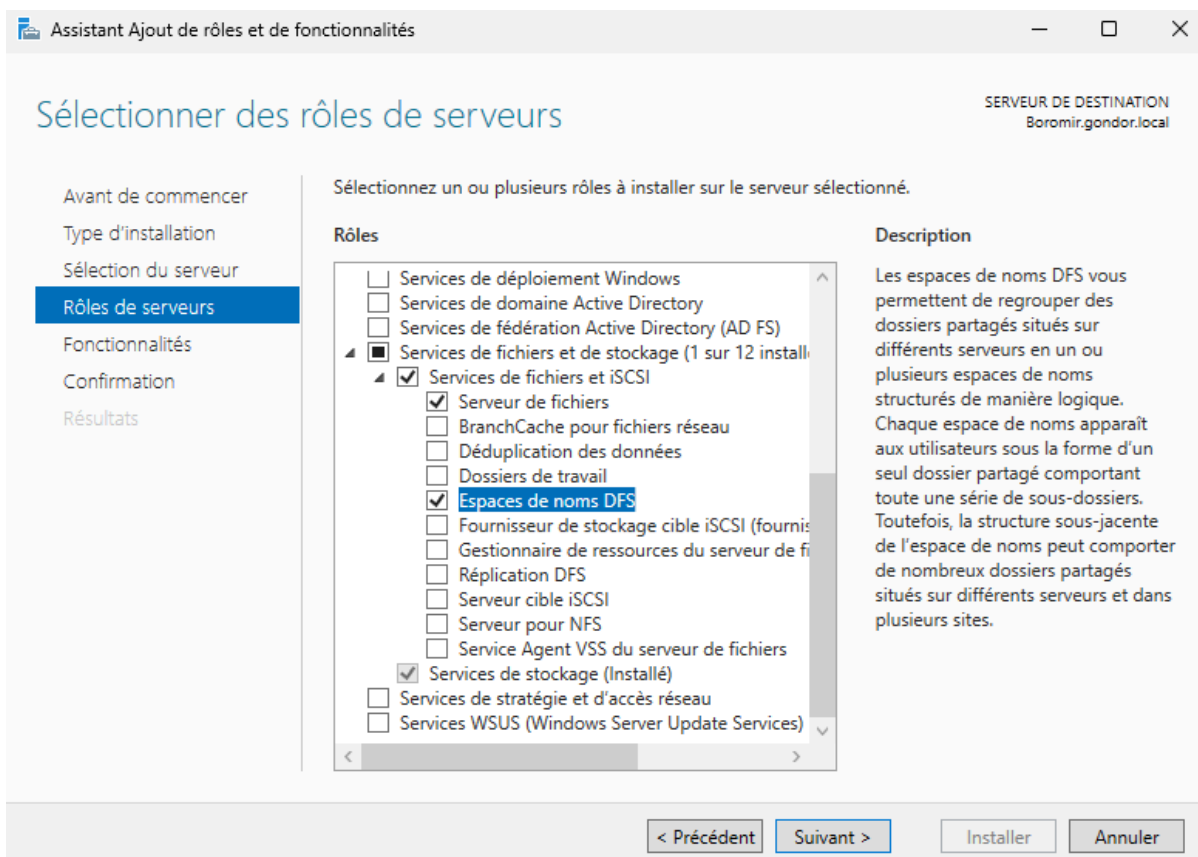 Assistant Ajout de rôles et de fonctionnalités
Sélectionner des rôles de serveurs
SERVEUR DE DESTINATION
Boromir.gondor.local
Avant de commencer
Type d'installation
Sélection du serveur
Rôles de serveurs
Fonctionnalités
Confirmation
Résultats
Sélectionnez un ou plusieurs rôles à installer sur le serveur sélectionné.
Rôles
Services de déploiement Windows
Services de domaine Active Directory
Services de fédération Active Directory (AD FS)
Services de fichiers et de stockage (1 sur 12 install
Services de fichiers et iSCSI
Serveur de fichiers
BranchCache pour fichiers réseau
Déduplication des données
Dossiers de travail
Espaces de noms DFS
Fournisseur de stockage cible iSCSI (fournis
Gestionnaire de ressources du serveur de fi
Réplication DFS
Serveur cible iSCSI
Serveur pour NFS
Service Agent VSS du serveur de fichiers
Services de stockage (Installé)
Services de stratégie et d'accès réseau
Services WSUS (Windows Server Update Services)
Description
Les espaces de noms DFS vous
permettent de regrouper des
dossiers partagés situés sur
différents serveurs en un ou
plusieurs espaces de noms
structurés de manière logique.
Chaque espace de noms apparaît
aux utilisateurs sous la forme d'un
seul dossier partagé comportant
toute une série de sous-dossiers.
Toutefois, la structure sous-jacente
de l'espace de noms peut comporter
de nombreux dossiers partagés
situés sur différents serveurs et dans
plusieurs sites.
< Précédent
Suivant >
Installer
Annuler